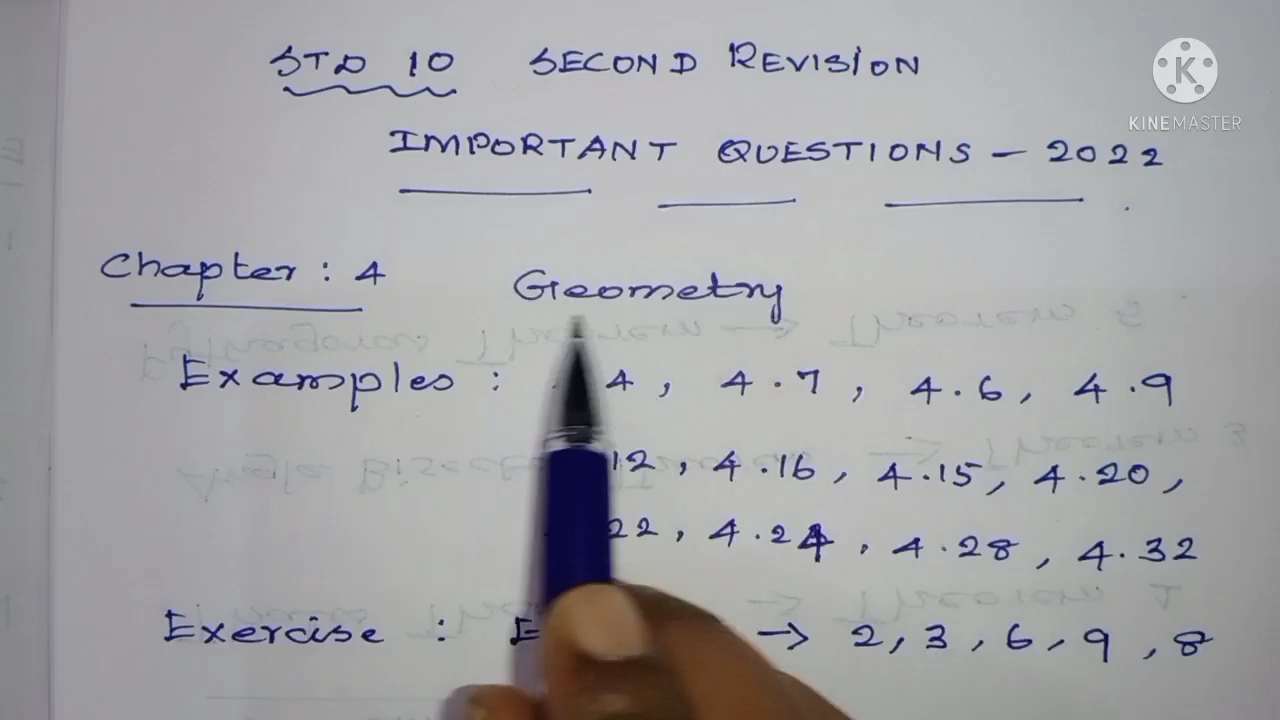 STD 10 SECOND REVISION
KINEMASTER
IMPORTANT QUESTIONS - 2022
Chapter : 4 Geometry
Examples : 4, 4.7, 4.6, 4.9
12, 4.16, 4.15, 4.20,
22, 4.24, 4.28, 4.32
Exercise : E → 2, 3, 6, 9, 8